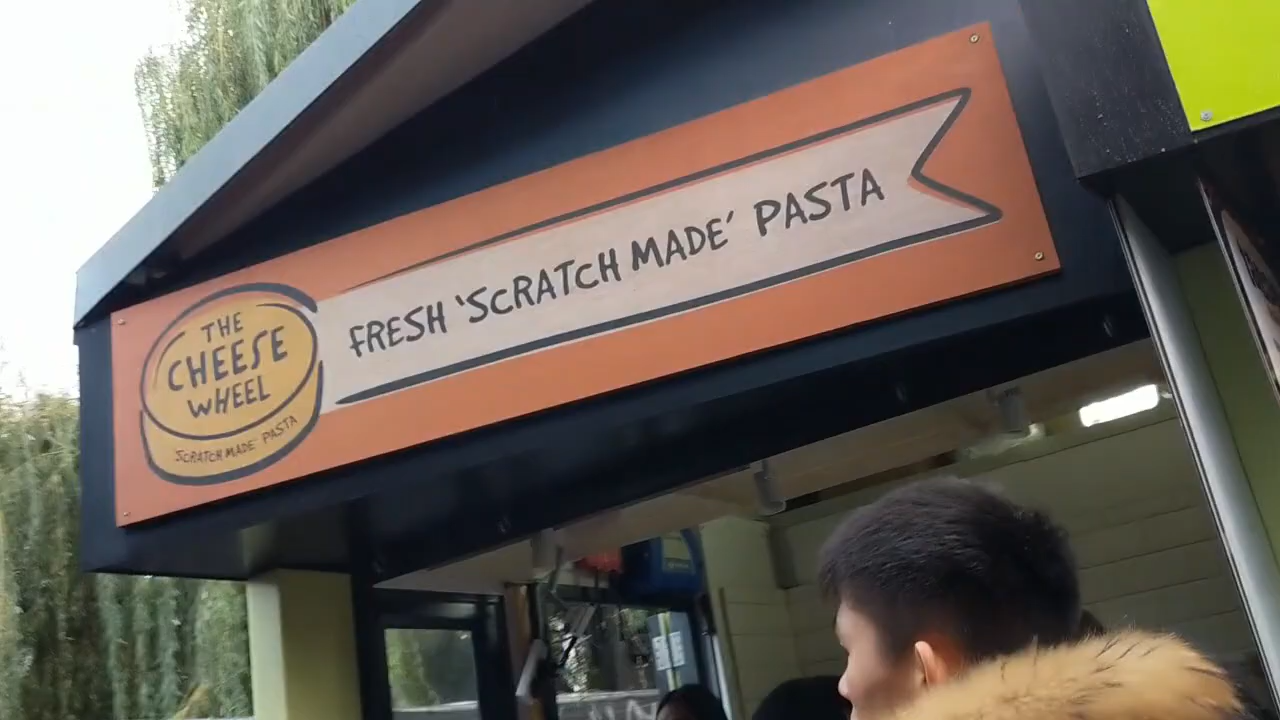 THE
CHEESE
WHEEL
'SCRATCH MADE' PASTA
FRESH 'SCRATCH MADE' PASTA